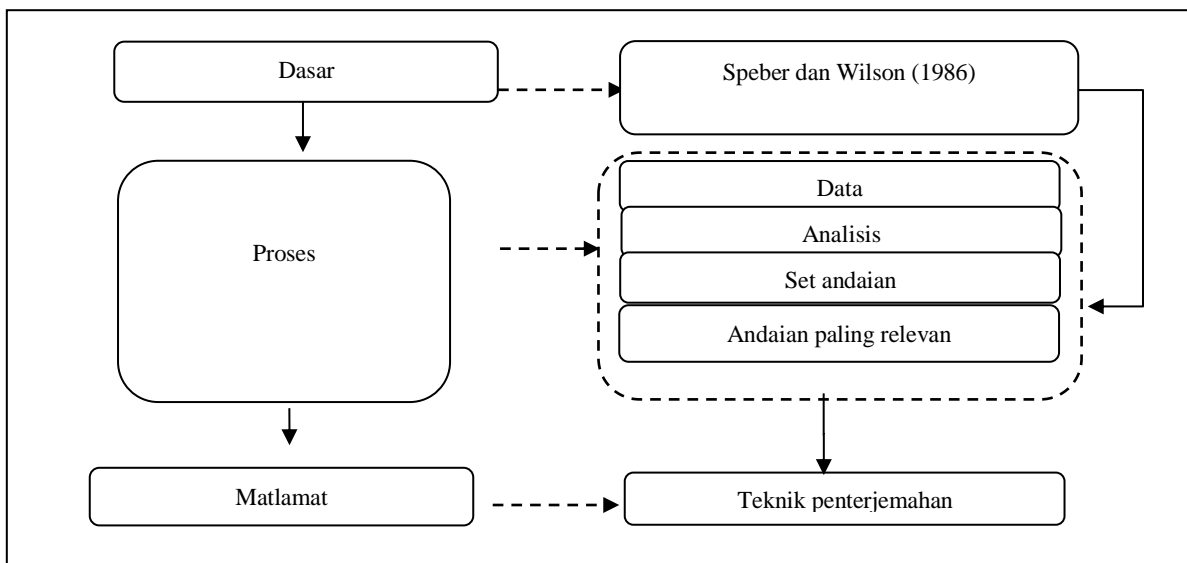 Dasar
Speber dan Wilson (1986)
Proses
Data
Analisis
Set andaian
Andaian paling relevan
Matlamat
Teknik penterjemahan